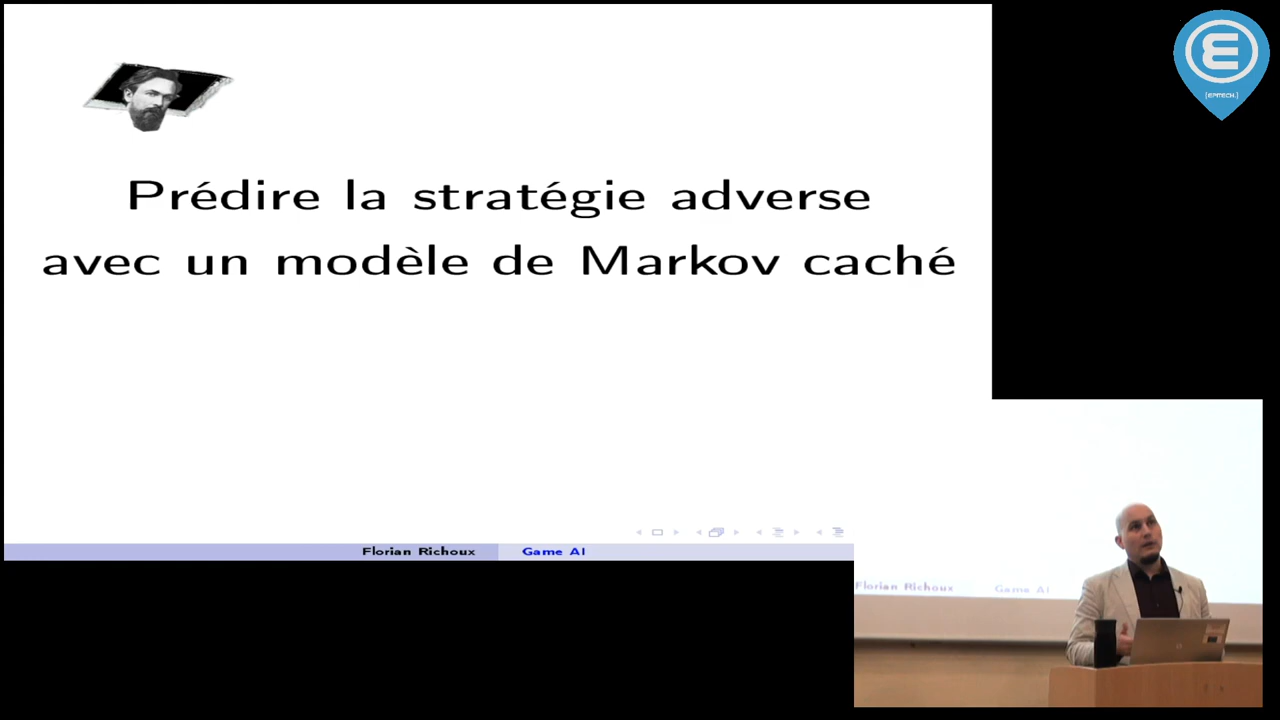 Prédire la stratégie adverse
avec un modèle de Markov caché
Florian Richoux
Game AI
[EPITECH.]
Florian Richoux
Game AI